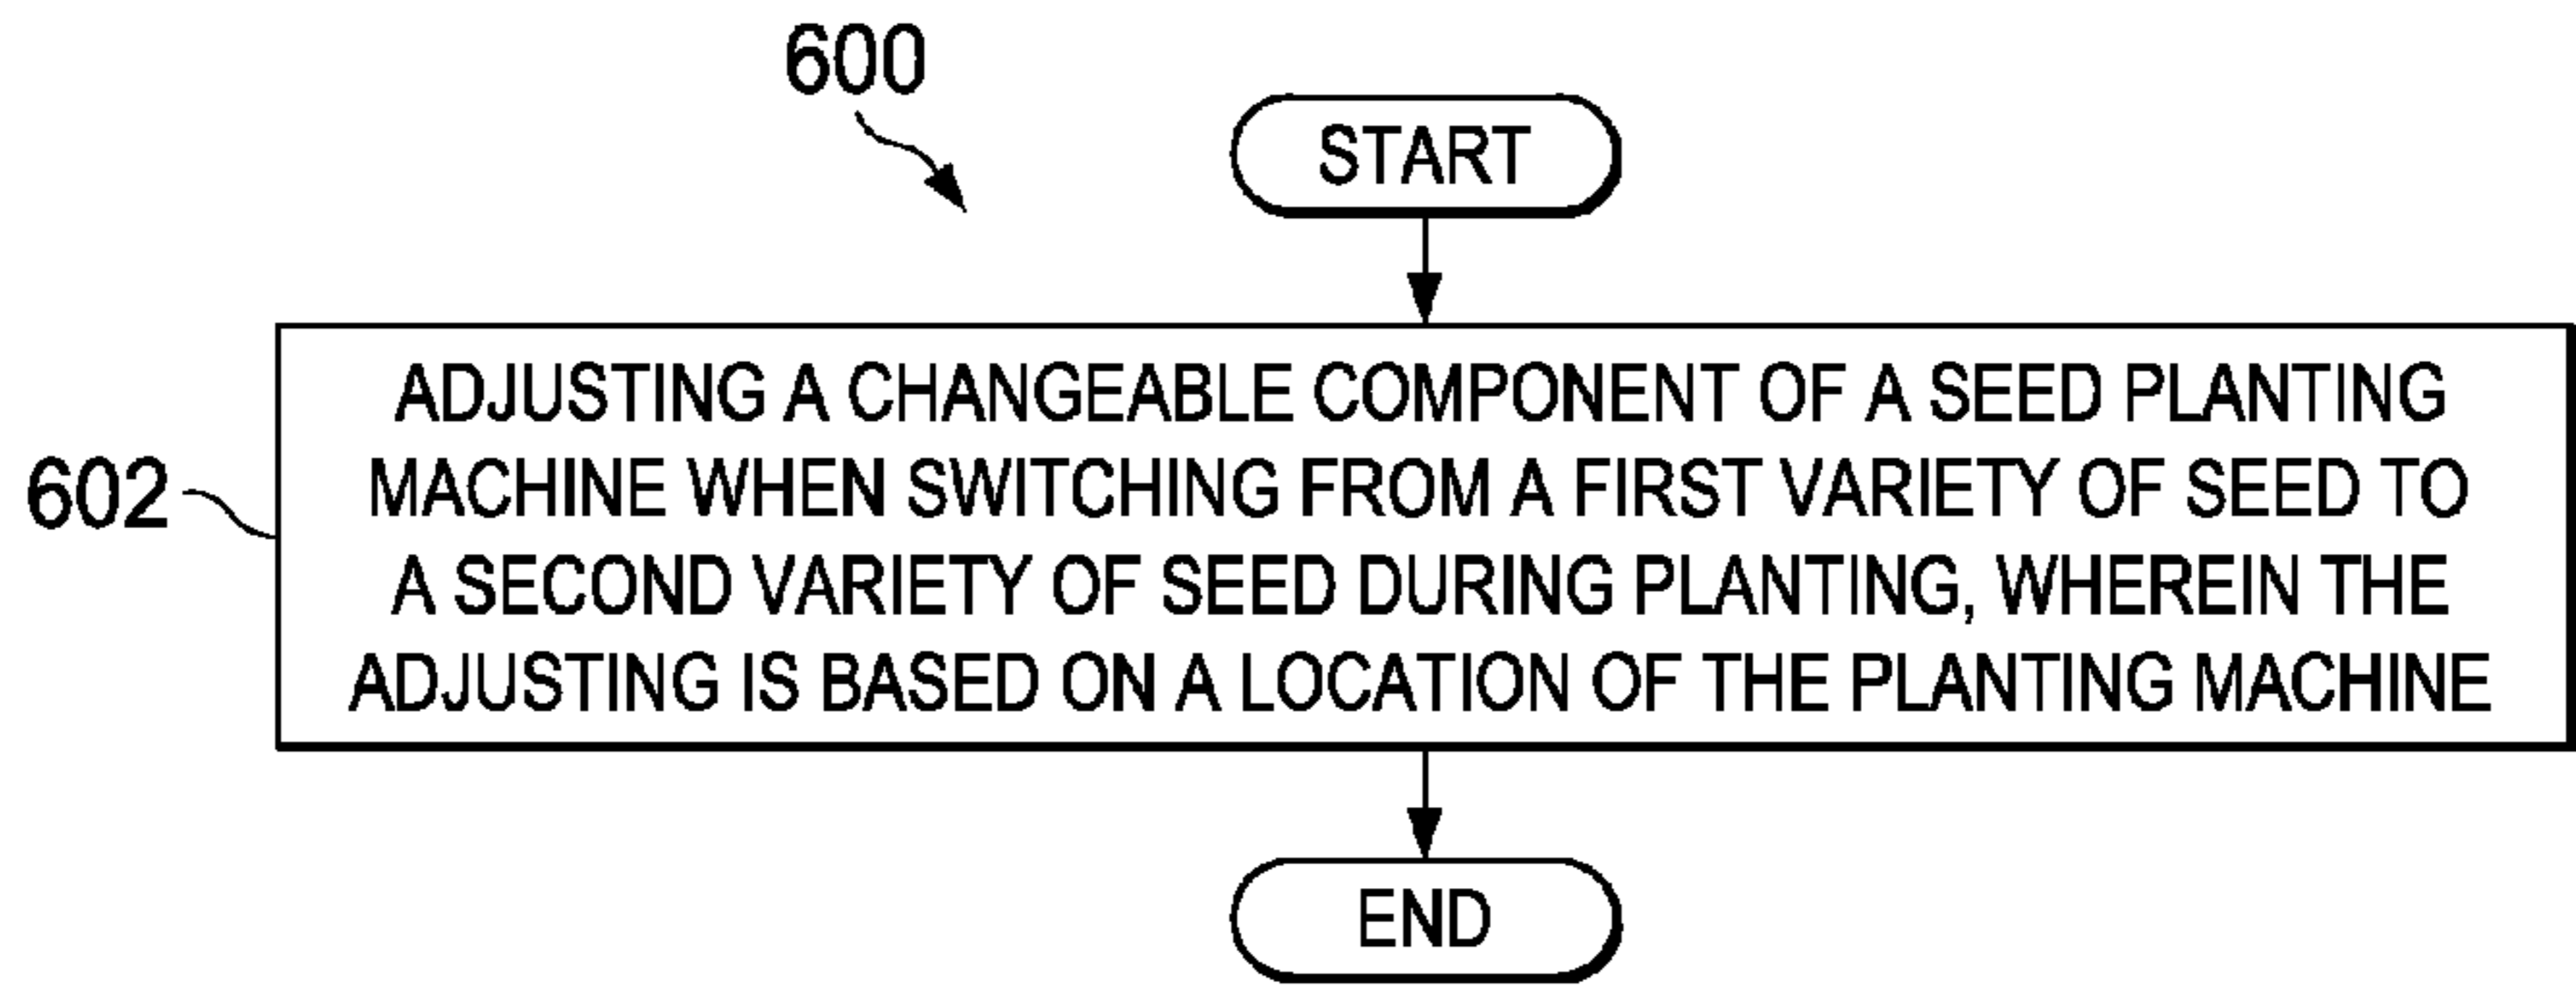 600
START
ADJUSTING A CHANGEABLE COMPONENT OF A SEED PLANTING
MACHINE WHEN SWITCHING FROM A FIRST VARIETY OF SEED TO
602
A SECOND VARIETY OF SEED DURING PLANTING, WHEREIN THE
ADJUSTING IS BASED ON A LOCATION OF THE PLANTING MACHINE
END